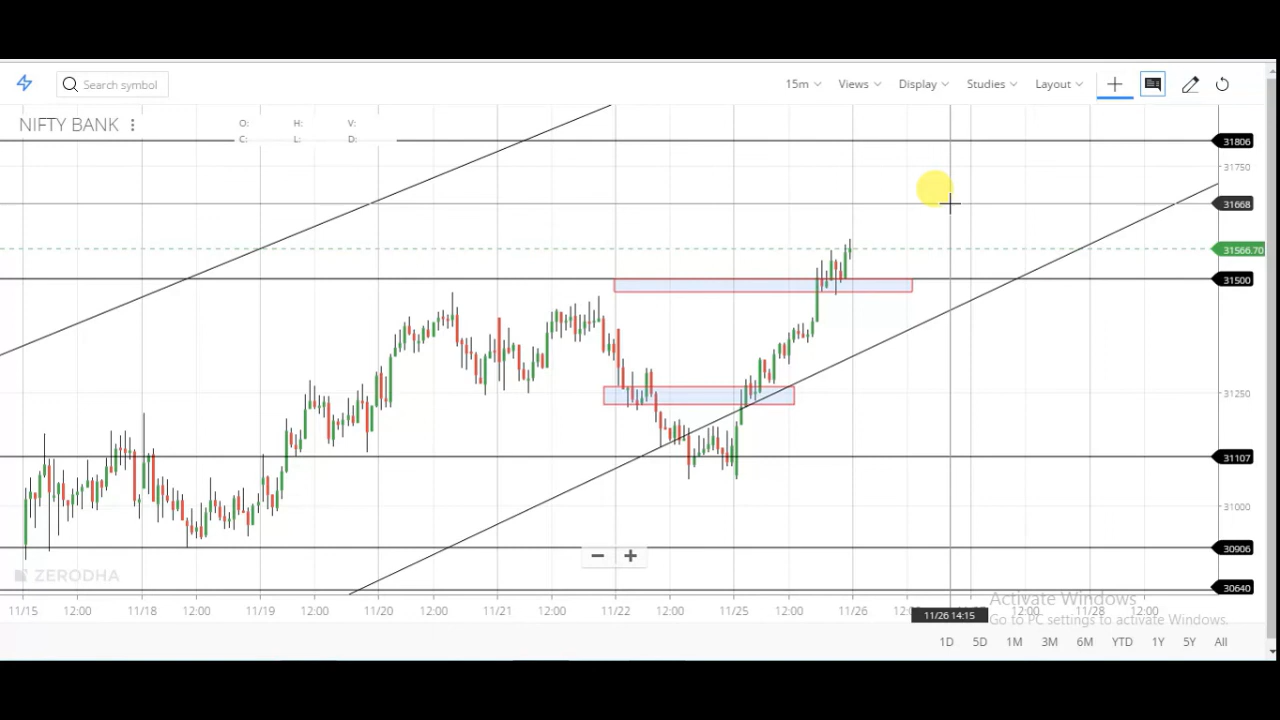 Search symbol
15m Views Display Studies Layout
NIFTY BANK
O: H: V:
C: L: D:
31806
31750
31668
31566.70
31500
31250
31107
31000
30906
30640
ZERODHA
11/15 12:00 11/18 12:00 11/19 12:00 11/20 12:00 11/21 12:00 11/22 12:00 11/25 12:00 11/26 12:00 11/28 12:00
11/26 14:15
Activate Windows
Go to PC settings to activate Windows.
1D 5D 1M 3M 6M YTD 1Y 5Y All